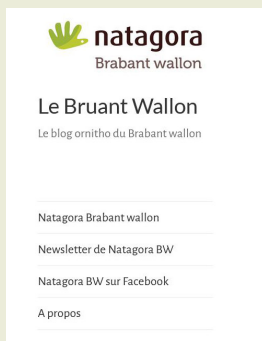 natagora
Brabant wallon
Le Bruant Wallon
Le blog ornitho du Brabant wallon
Natagora Brabant wallon
Newsletter de Natagora BW
Natagora BW sur Facebook
A propos